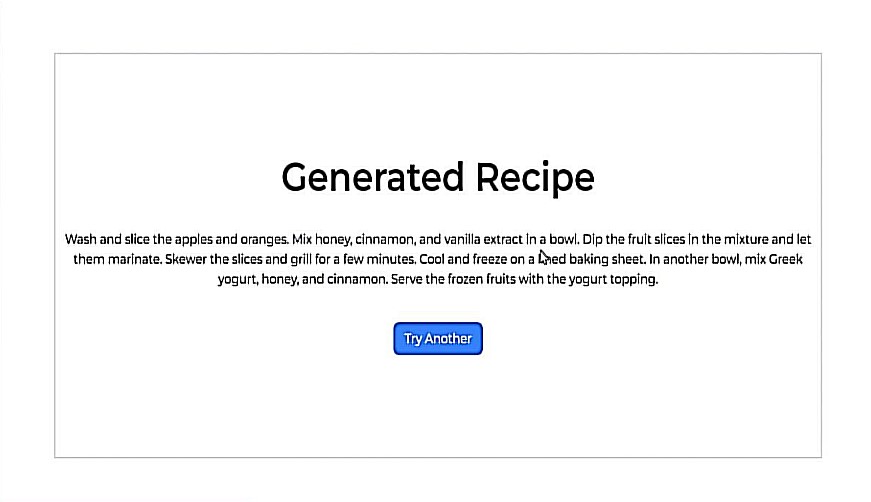 Generated Recipe
Wash and slice the apples and oranges. Mix honey, cinnamon, and vanilla extract in a bowl. Dip the fruit slices in the mixture and let
them marinate. Skewer the slices and grill for a few minutes. Cool and freeze on a lined baking sheet. In another bowl, mix Greek
yogurt, honey, and cinnamon. Serve the frozen fruits with the yogurt topping.
Try Another